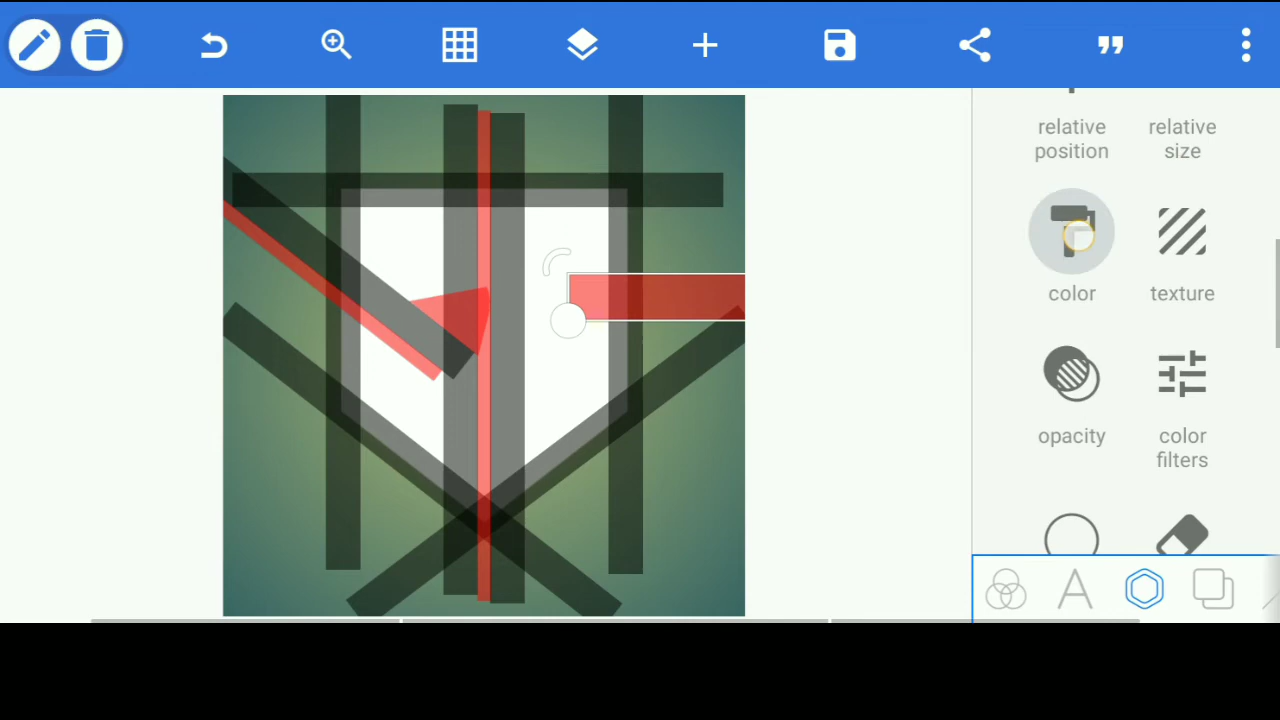 relative
position
relative
size
color
texture
opacity
color
filters